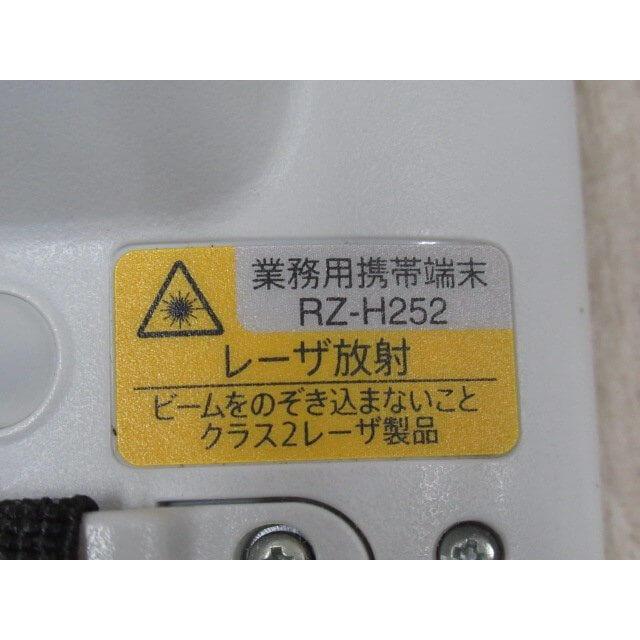 業務用携帯端末
RZ-H252
レーザ放射
ビームをのぞき込まないこと
クラス2レーザ製品